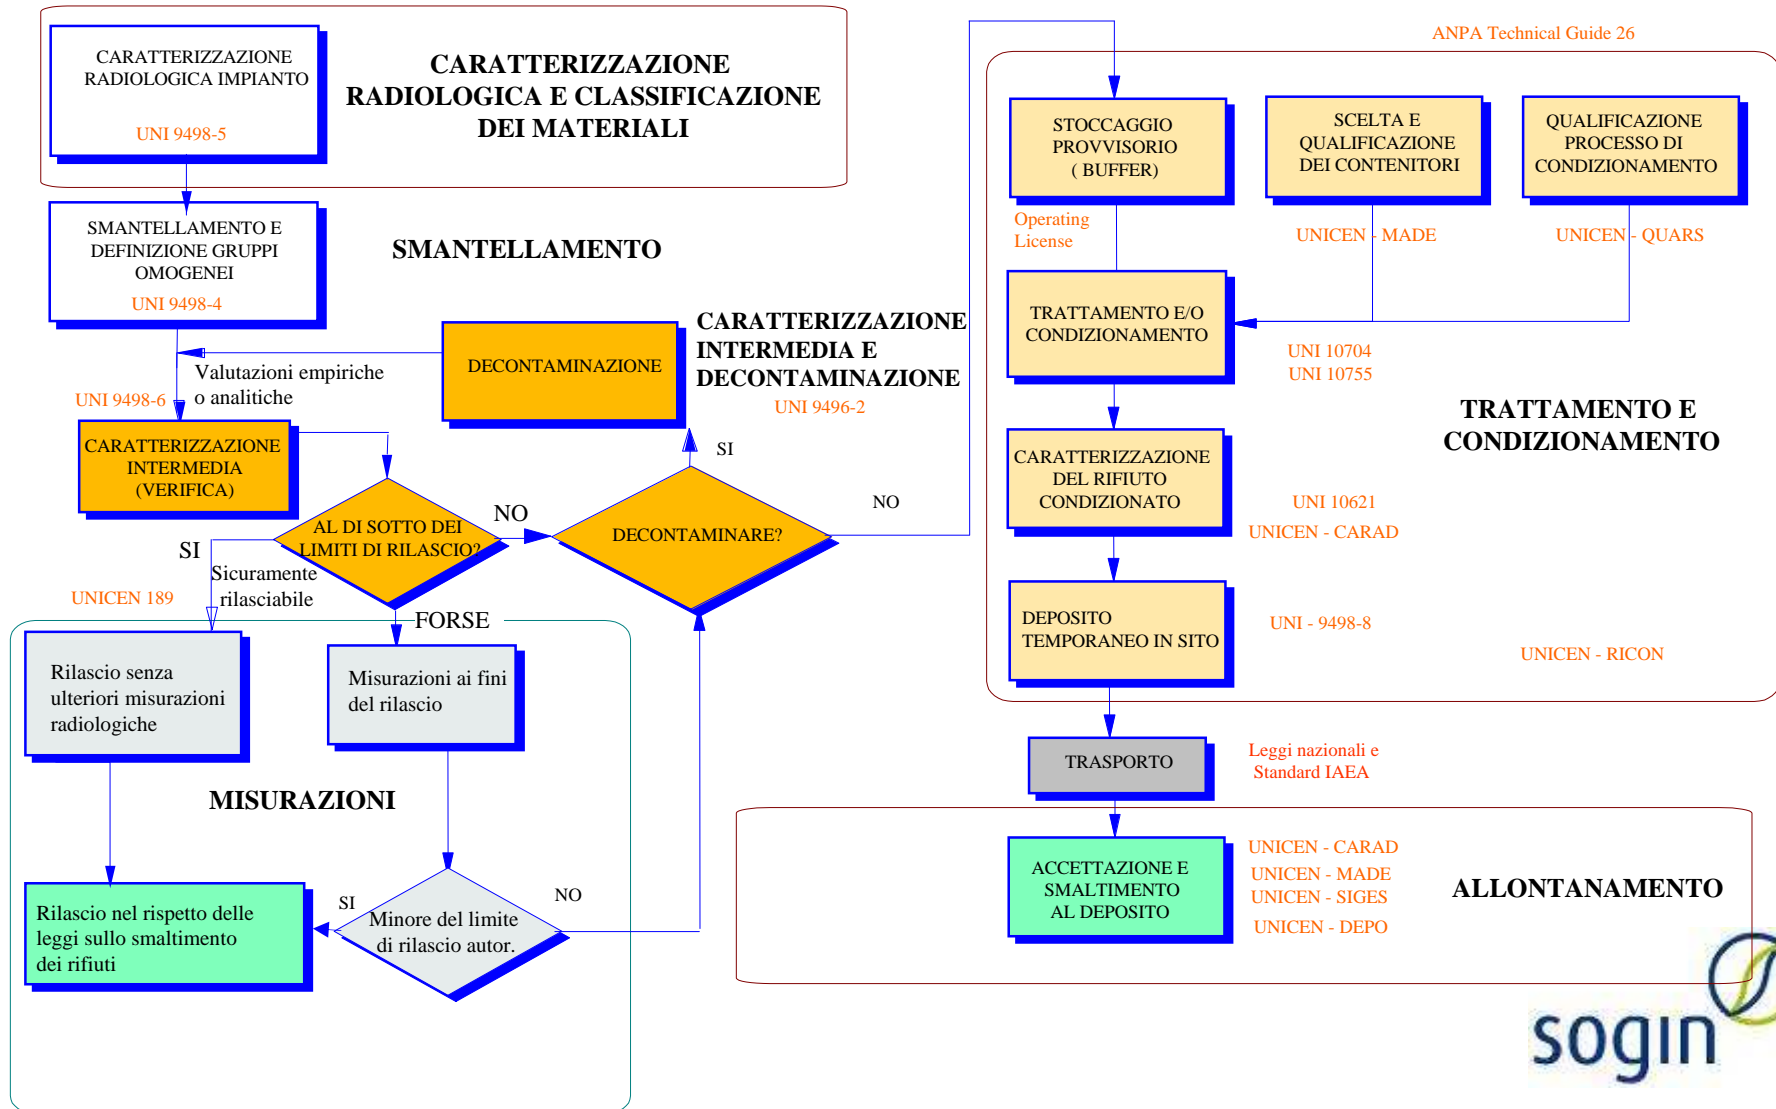 CARATTERIZZAZIONE
RADIOLOGICA IMPIANTO
UNI 9498-5
CARATTERIZZAZIONE
RADIOLOGICA E CLASSIFICAZIONE
DEI MATERIALI
SMANTELLAMENTO E
DEFINIZIONE GRUPPI
OMOGENEI
UNI 9498-4
SMANTELLAMENTO
DECONTAMINAZIONE
CARATTERIZZAZIONE
INTERMEDIA E
DECONTAMINAZIONE
UNI 9496-2
Valutazioni empiriche
o analitiche
UNI 9498-6
CARATTERIZZAZIONE
INTERMEDIA
(VERIFICA)
AL DI SOTTO DEI
LIMITI DI RILASCIO?
NO
DECONTAMINARE?
SI
NO
SI
Sicuramente
rilasciabile
UNICEN 189
FORSE
Rilascio senza
ulteriori misurazioni
radiologiche
Misurazioni ai fini
del rilascio
MISURAZIONI
Rilascio nel rispetto delle
leggi sullo smaltimento
dei rifiuti
SI
Minore del limite
di rilascio autor.
NO
ANPA Technical Guide 26
STOCCAGGIO
PROVVISORIO
( BUFFER)
SCELTA E
QUALIFICAZIONE
DEI CONTENITORI
QUALIFICAZIONE
PROCESSO DI
CONDIZIONAMENTO
Operating
License
UNICEN - MADE
UNICEN - QUARS
TRATTAMENTO E/O
CONDIZIONAMENTO
UNI 10704
UNI 10755
TRATTAMENTO E
CONDIZIONAMENTO
CARATTERIZZAZIONE
DEL RIFIUTO
CONDIZIONATO
UNI 10621
UNICEN - CARAD
DEPOSITO
TEMPORANEO IN SITO
UNI - 9498-8
UNICEN - RICON
TRASPORTO
Leggi nazionali e
Standard IAEA
ACCETTAZIONE E
SMALTIMENTO
AL DEPOSITO
UNICEN - CARAD
UNICEN - MADE
UNICEN - SIGES
UNICEN - DEPO
ALLONTANAMENTO
sogin